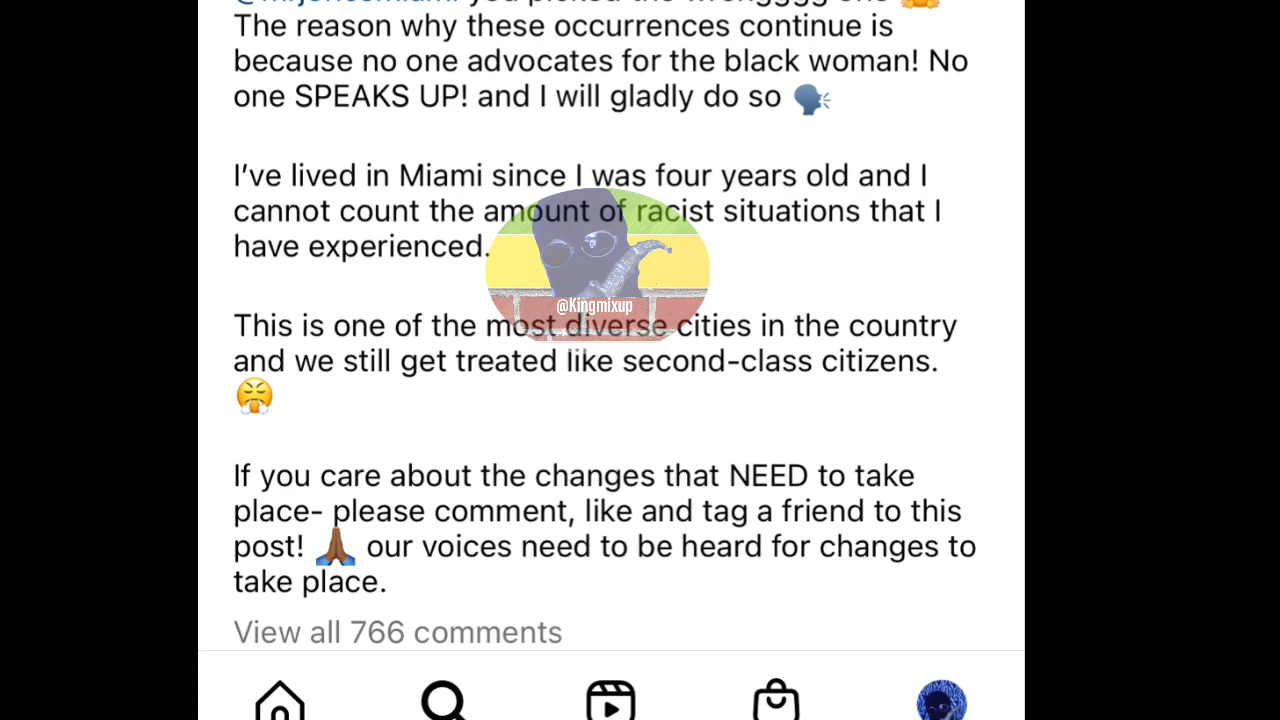 you picked the wrongggg one 🤗
The reason why these occurrences continue is
because no one advocates for the black woman! No
one SPEAKS UP! and I will gladly do so 🗣️
I’ve lived in Miami since I was four years old and I
cannot count the amount of racist situations that I
have experienced.
@Kingmixup
This is one of the most diverse cities in the country
and we still get treated like second-class citizens.
😤
If you care about the changes that NEED to take
place- please comment, like and tag a friend to this
post! 🙏🏾 our voices need to be heard for changes to
take place.
View all 766 comments